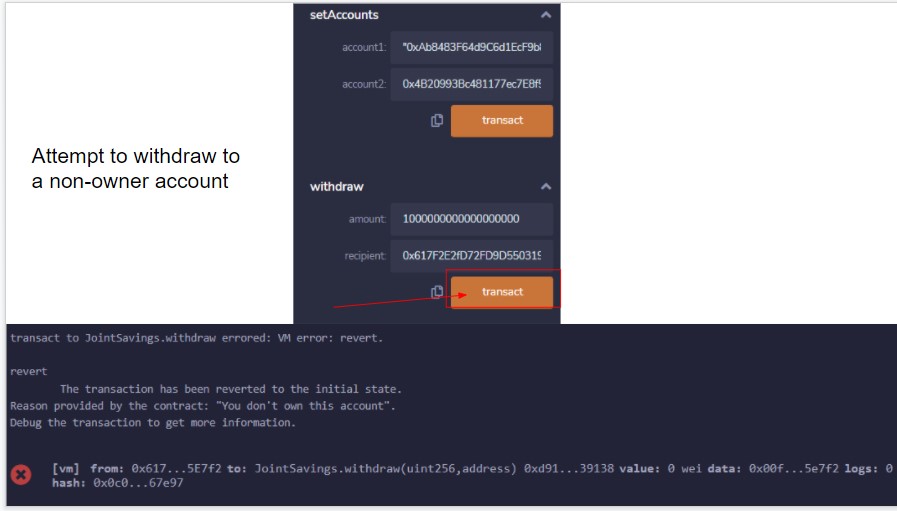 setAccounts
account1: "0xAb8483F64d9C6d1EcF9b
account2: 0x4B20993Bc481177ec7E8f
transact
Attempt to withdraw to
a non-owner account
withdraw
amount: 1000000000000000000
recipient: 0x617F2E2fD72FD9D55031
transact
transact to JointSavings.withdraw errored: VM error: revert.
revert
The transaction has been reverted to the initial state.
Reason provided by the contract: "You don't own this account".
Debug the transaction to get more information.
[vm] from: 0x617...5E7f2 to: JointSavings.withdraw(uint256,address) 0xd91...39138 value: 0 wei data: 0x00f...5e7f2 logs: 0
hash: 0x0c0...67e97